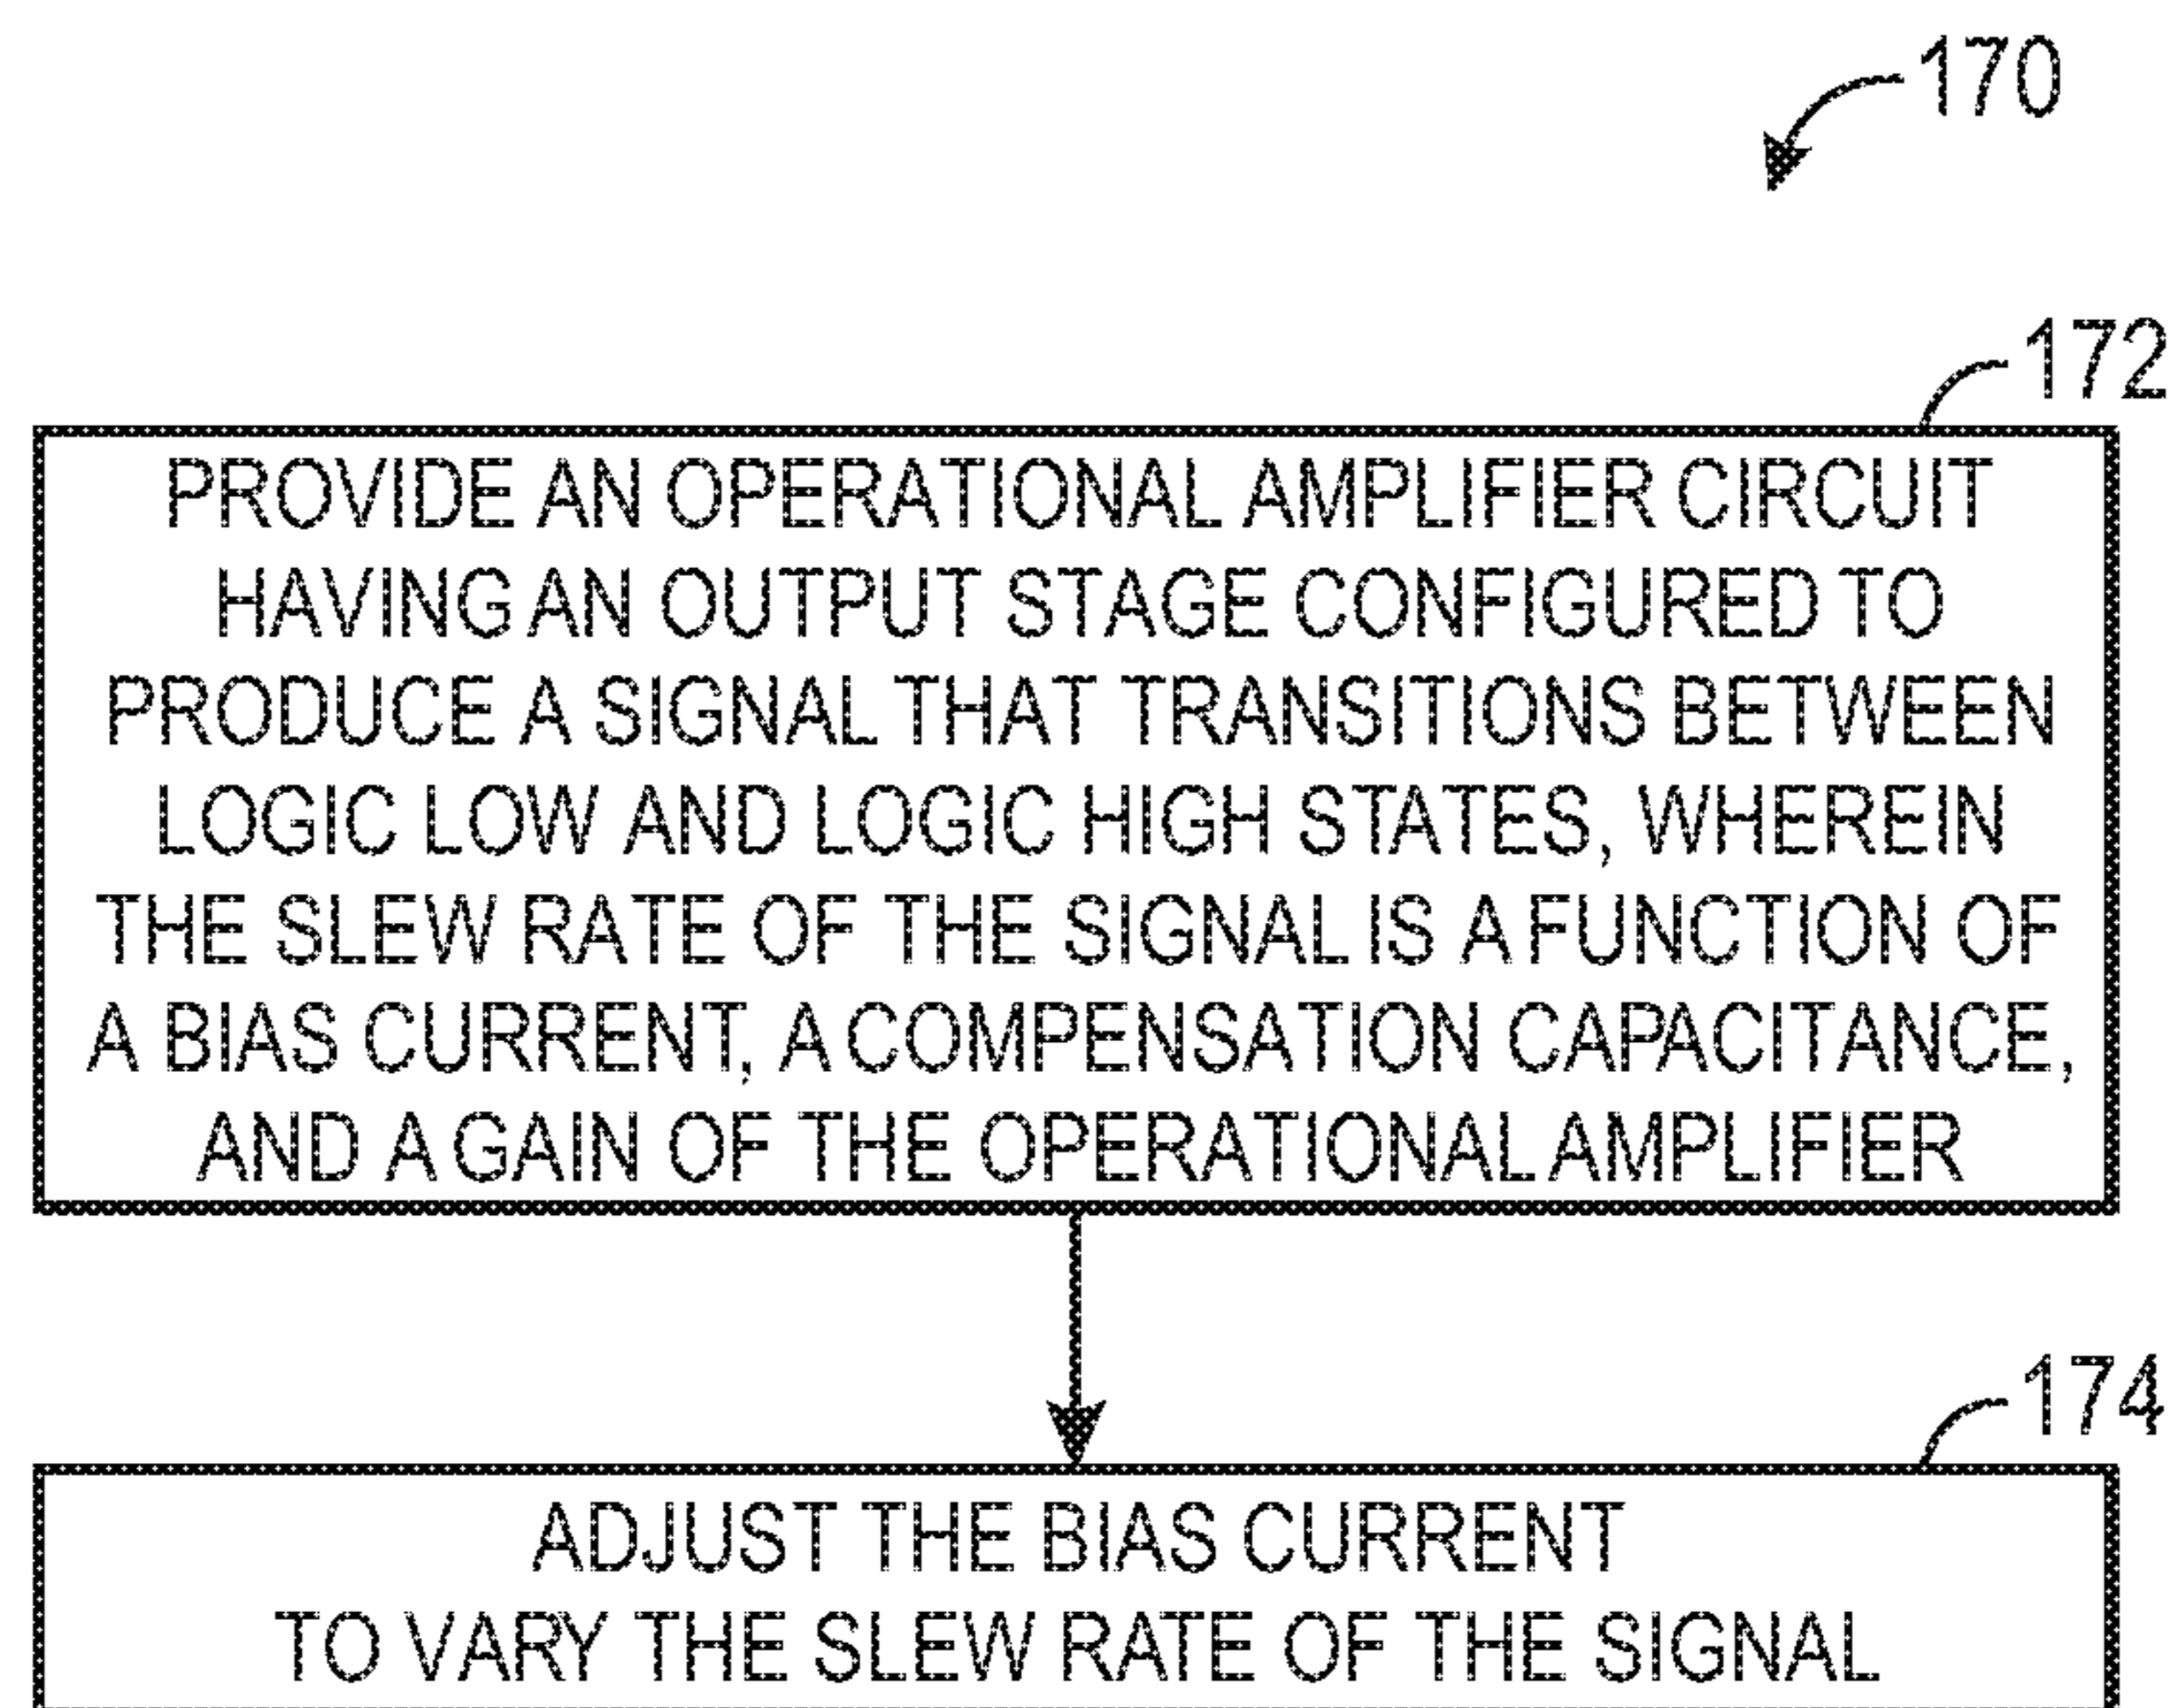 170
172
PROVIDE AN OPERATIONAL AMPLIFIER CIRCUIT
HAVING AN OUTPUT STAGE CONFIGURED TO
PRODUCE A SIGNAL THAT TRANSITIONS BETWEEN
LOGIC LOW AND LOGIC HIGH STATES, WHEREIN
THE SLEW RATE OF THE SIGNAL IS A FUNCTION OF
A BIAS CURRENT, A COMPENSATION CAPACITANCE,
AND A GAIN OF THE OPERATIONAL AMPLIFIER
174
ADJUST THE BIAS CURRENT
TO VARY THE SLEW RATE OF THE SIGNAL